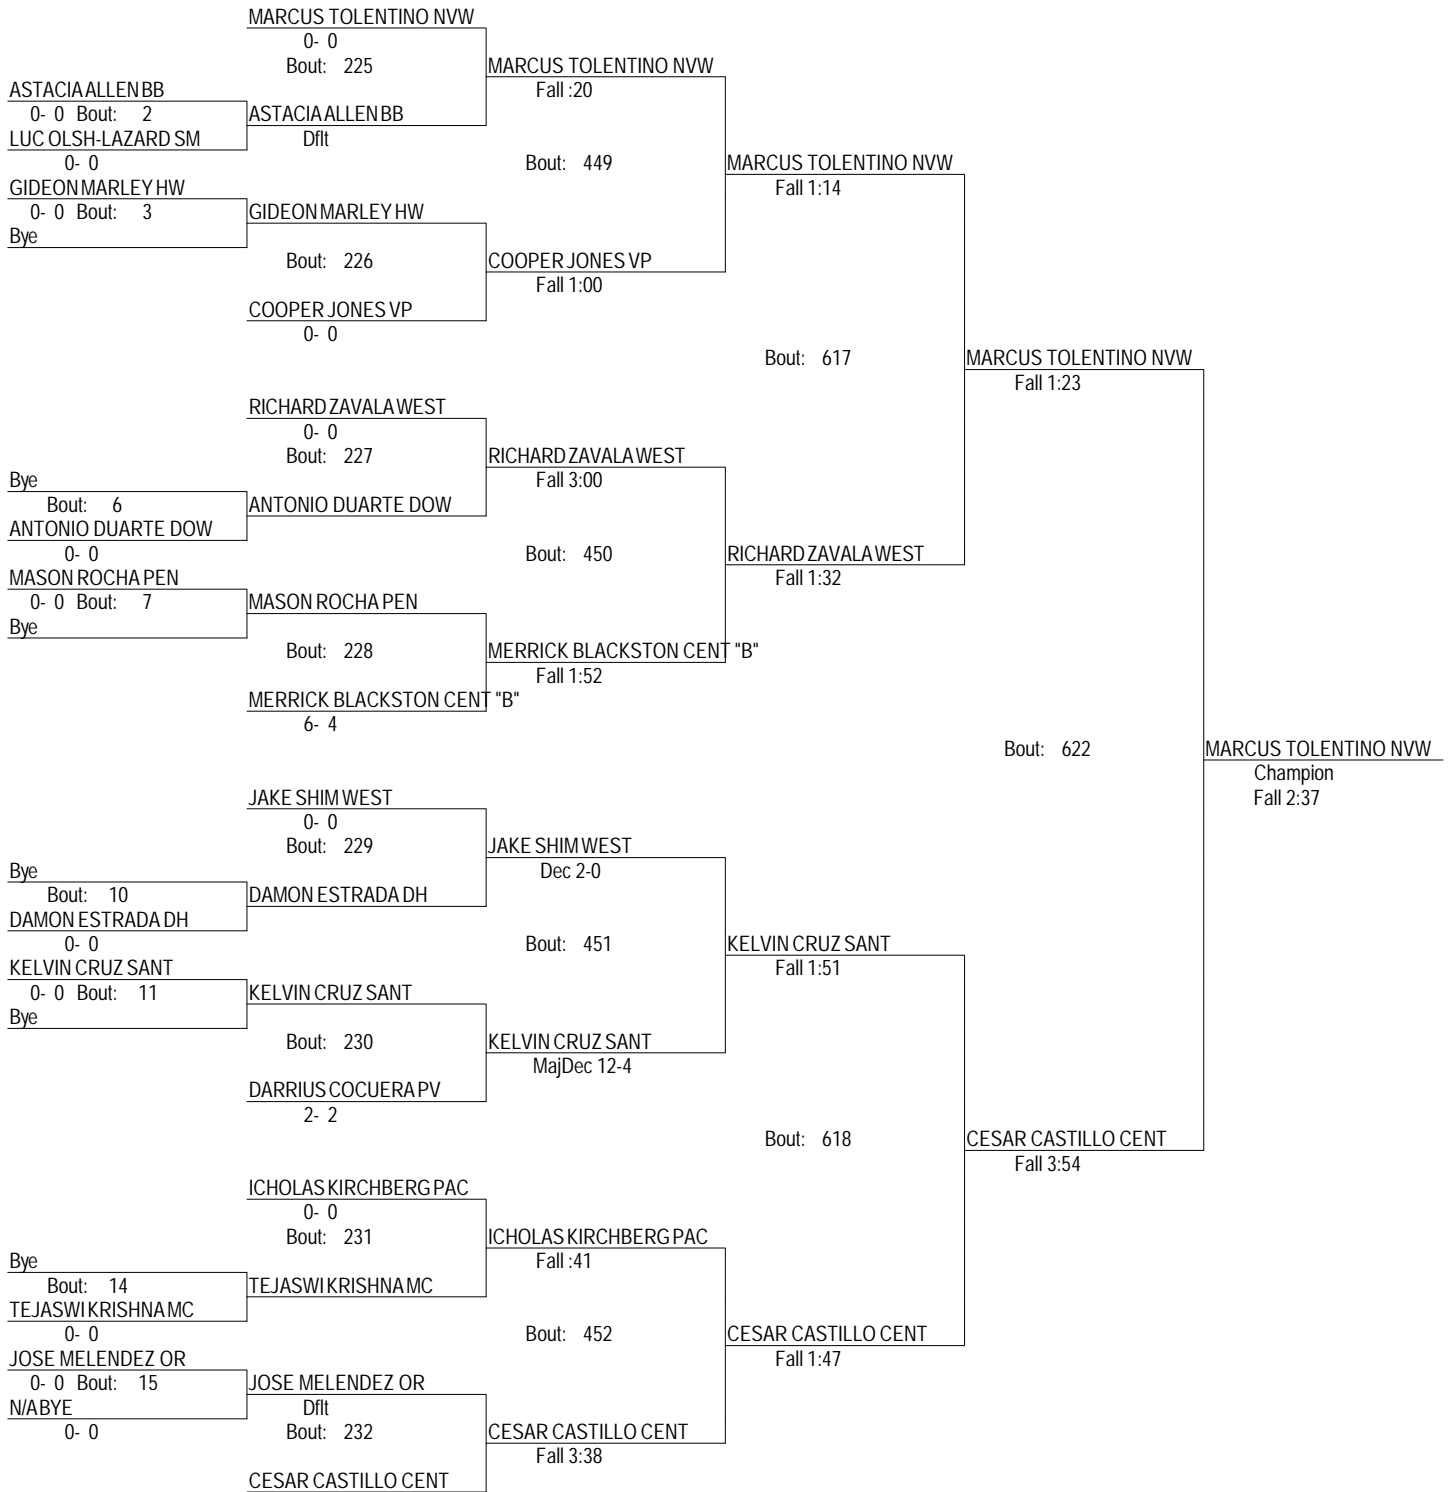 MARCUS TOLENTINO NVW
0- 0
Bout: 225
MARCUS TOLENTINO NVW
Fall :20
ASTACIA ALLEN BB
0- 0 Bout: 2
ASTACIA ALLEN BB
Dflt
LUC OLSH-LAZARD SM
0- 0
Bout: 449
MARCUS TOLENTINO NVW
Fall 1:14
GIDEON MARLEY HW
0- 0 Bout: 3
GIDEON MARLEY HW
Bye
Bout: 226
COOPER JONES VP
Fall 1:00
COOPER JONES VP
0- 0
Bout: 617
MARCUS TOLENTINO NVW
Fall 1:23
RICHARD ZAVALA WEST
0- 0
Bout: 227
RICHARD ZAVALA WEST
Fall 3:00
Bye
Bout: 6
ANTONIO DUARTE DOW
ANTONIO DUARTE DOW
0- 0
Bout: 450
RICHARD ZAVALA WEST
Fall 1:32
MASON ROCHA PEN
0- 0 Bout: 7
MASON ROCHA PEN
Bye
Bout: 228
MERRICK BLACKSTON CENT "B"
Fall 1:52
MERRICK BLACKSTON CENT "B"
6- 4
Bout: 622
MARCUS TOLENTINO NVW
Champion
Fall 2:37
JAKE SHIM WEST
0- 0
Bout: 229
JAKE SHIM WEST
Dec 2-0
Bye
Bout: 10
DAMON ESTRADA DH
DAMON ESTRADA DH
0- 0
Bout: 451
KELVIN CRUZ SANT
Fall 1:51
KELVIN CRUZ SANT
0- 0 Bout: 11
KELVIN CRUZ SANT
Bye
Bout: 230
KELVIN CRUZ SANT
MajDec 12-4
DARRIUS COCUERA PV
2- 2
Bout: 618
CESAR CASTILLO CENT
Fall 3:54
ICHOLAS KIRCHBERG PAC
0- 0
Bout: 231
ICHOLAS KIRCHBERG PAC
Fall :41
Bye
Bout: 14
TEJASWI KRISHNA MC
TEJASWI KRISHNA MC
0- 0
Bout: 452
CESAR CASTILLO CENT
Fall 1:47
JOSE MELENDEZ OR
0- 0 Bout: 15
JOSE MELENDEZ OR
Dflt
N/A BYE
0- 0
Bout: 232
CESAR CASTILLO CENT
Fall 3:38
CESAR CASTILLO CENT